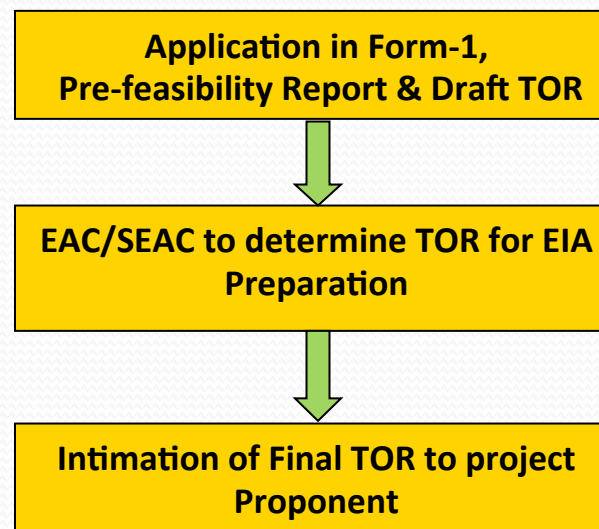 Application in Form-1,
Pre-feasibility Report & Draft TOR
EAC/SEAC to determine TOR for EIA
Preparation
Intimation of Final TOR to project
Proponent